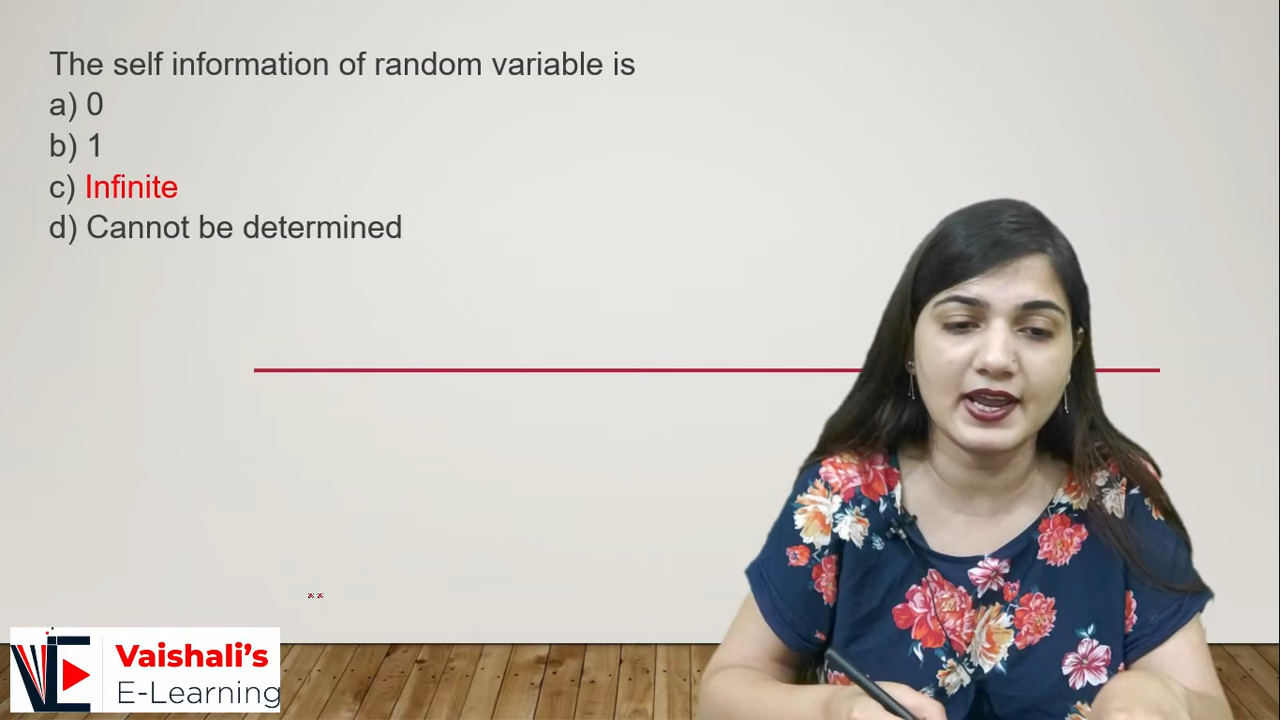 The self information of random variable is
a) 0
b) 1
c) Infinite
d) Cannot be determined
Vaishali's
E-Learning